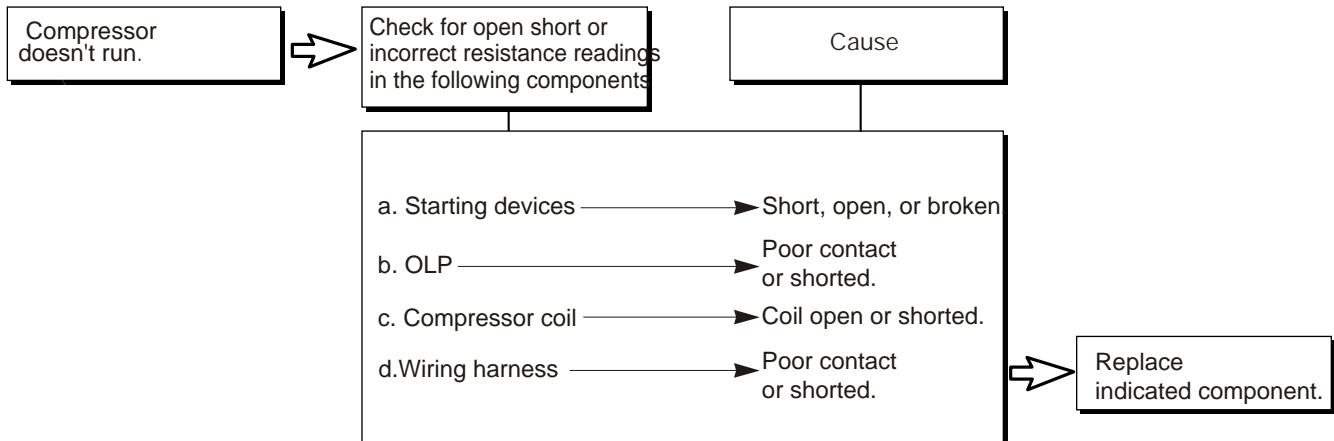 Compressor
doesn't run.
Check for open short or
incorrect resistance readings
in the following components
Cause
a. Starting devices
Short, open, or broken.
b. OLP
Poor contact
or shorted.
c. Compressor coil
Coil open or shorted.
d.Wiring harness
Poor contact
or shorted.
Replace
indicated component.